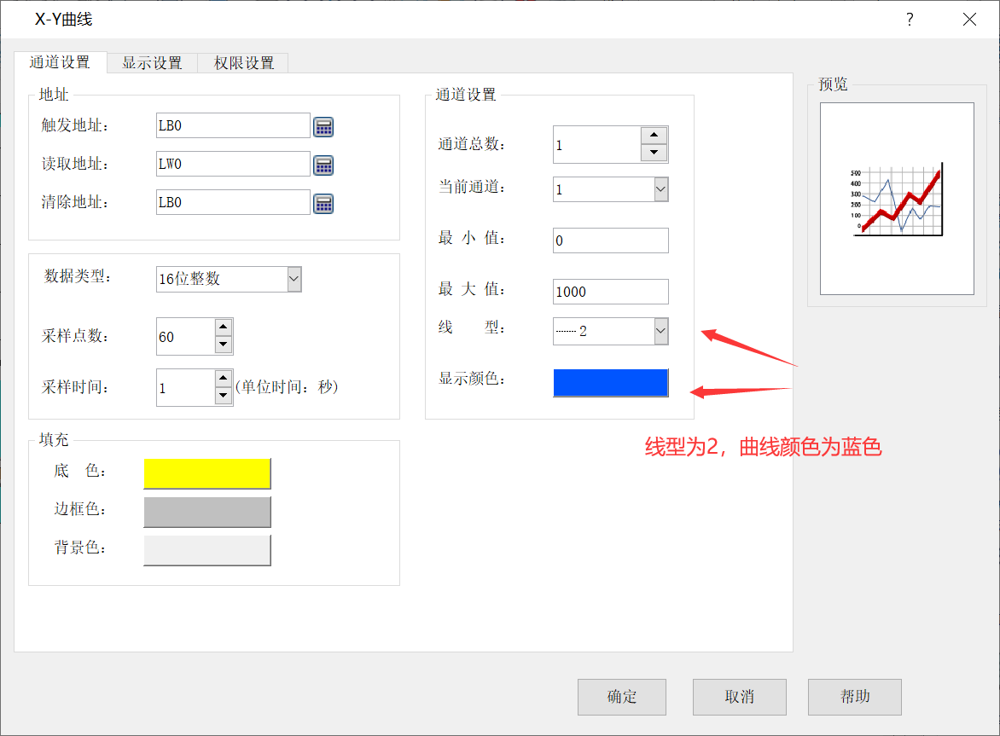 X-Y曲线
?
通道设置 显示设置 权限设置
地址
触发地址： LB0
读取地址： LW0
清除地址： LB0
数据类型： 16位整数
采样点数： 60
采样时间： 1 (单位时间：秒)
填充
底 色：
边框色：
背景色：
通道设置
通道总数： 1
当前通道： 1
最 小 值： 0
最 大 值： 1000
线 型： 2
显示颜色：
线型为2，曲线颜色为蓝色
预览
500
400
300
200
100
0
确定 取消 帮助